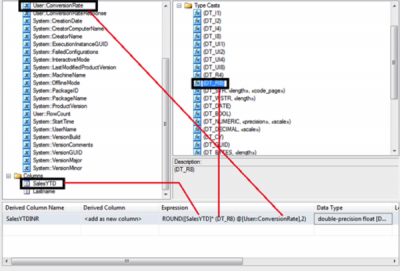 User::ConversionRate
User::ConversionRateResponse
System::CreationDate
System::CreatorComputerName
System::CreatorName
System::ExecutionInstanceGUID
System::FailedConfigurations
System::InteractiveMode
System::LastModifiedProductVersion
System::MachineName
System::OfflineMode
System::PackageID
System::PackageName
System::ProductVersion
User::RowCount
System::StartTime
System::UserName
System::VersionBuild
System::VersionComments
System::VersionGUID
System::VersionMajor
System::VersionMinor
Columns
SalesYTD
Lastname
Type Casts
(DT_I1)
(DT_I2)
(DT_I4)
(DT_I8)
(DT_UI1)
(DT_UI2)
(DT_UI4)
(DT_UI8)
(DT_R4)
(DT_STR, «length», «code_page»)
(DT_WSTR, «length»)
(DT_DATE)
(DT_BOOL)
(DT_NUMERIC, «precision», «scale»)
(DT_DECIMAL, «scale»)
(DT_CY)
(DT_GUID)
(DT_BYTES, «length»)
Description:
(DT_R8)
Derived Column Name Derived Column Expression Data Type
SalesYTDINR <add as new column> ROUND([SalesYTD]* (DT_R8) @[User::ConversionRate],2) double-precision float [D...